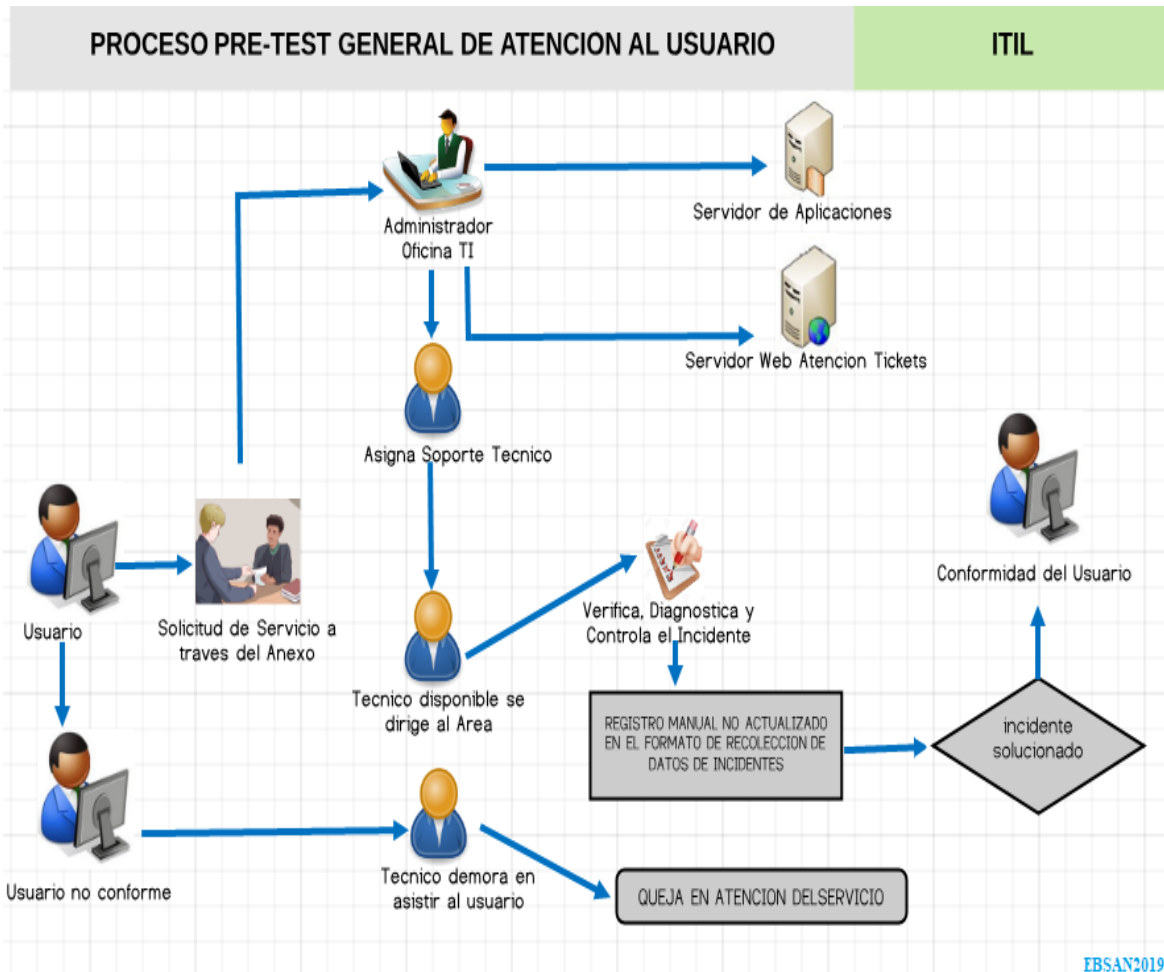 PROCESO PRE-TEST GENERAL DE ATENCION AL USUARIO
ITIL
Administrador
Oficina TI
Servidor de Aplicaciones
Servidor Web Atencion Tickets
Asigna Soporte Tecnico
Usuario
Solicitud de Servicio a
traves del Anexo
Verifica, Diagnostica y
Controla el Incidente
Conformidad del Usuario
Tecnico disponible se
dirige al Area
REGISTRO MANUAL NO ACTUALIZADO
EN EL FORMATO DE RECOLECCION DE
DATOS DE INCIDENTES
incidente
solucionado
Usuario no conforme
Tecnico demora en
asistir al usuario
QUEJA EN ATENCION DELSERVICIO
EBSAN2019